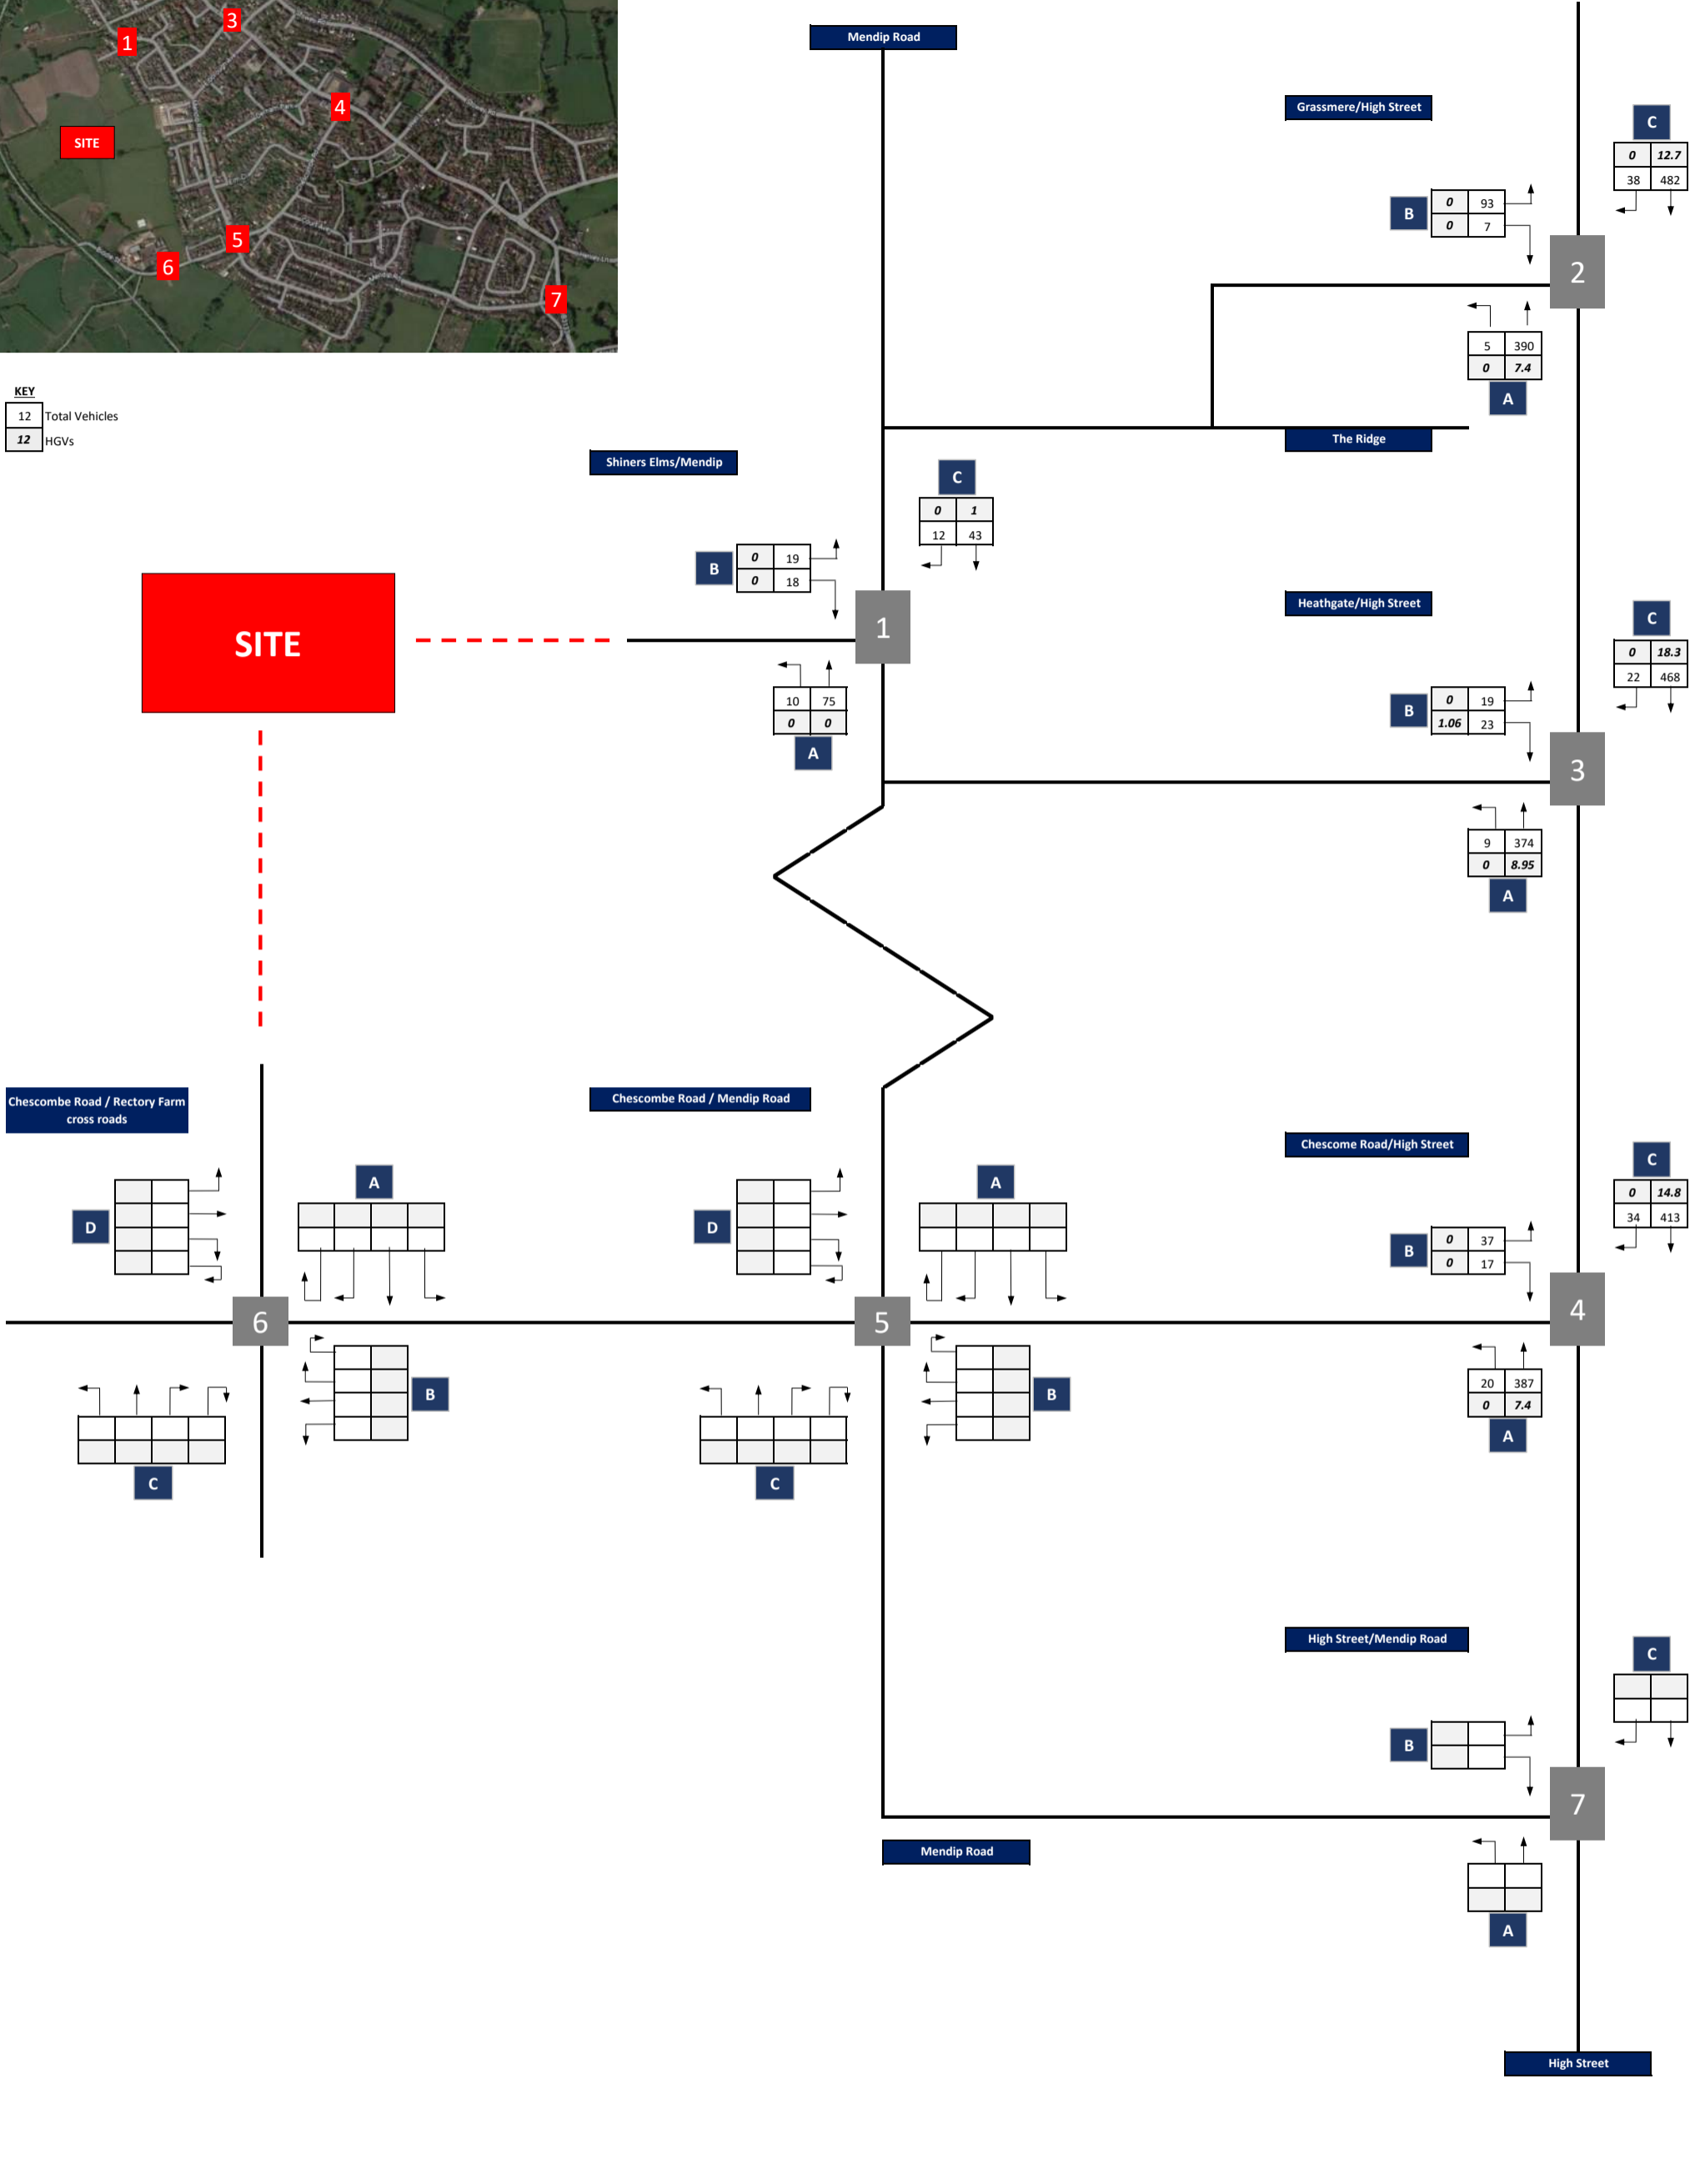 3
1
4
SITE
5
6
7
KEY
12 Total Vehicles
12 HGVs
Mendip Road
Grassmere/High Street
C
0 12.7
38 482
B
0 93
0 7
2
5 390
0 7.4
A
The Ridge
Shiners Elms/Mendip
C
0 1
12 43
B
0 19
0 18
1
SITE
10 75
0 0
A
Heathgate/High Street
C
0 18.3
22 468
B
0 19
1.06 23
3
9 374
0 8.95
A
Chescombe Road / Rectory Farm
cross roads
A
D
6
B
C
Chescombe Road / Mendip Road
A
D
5
B
C
Chescome Road/High Street
C
0 14.8
34 413
B
0 37
0 17
4
20 387
0 7.4
A
High Street/Mendip Road
C
B
7
Mendip Road
A
High Street